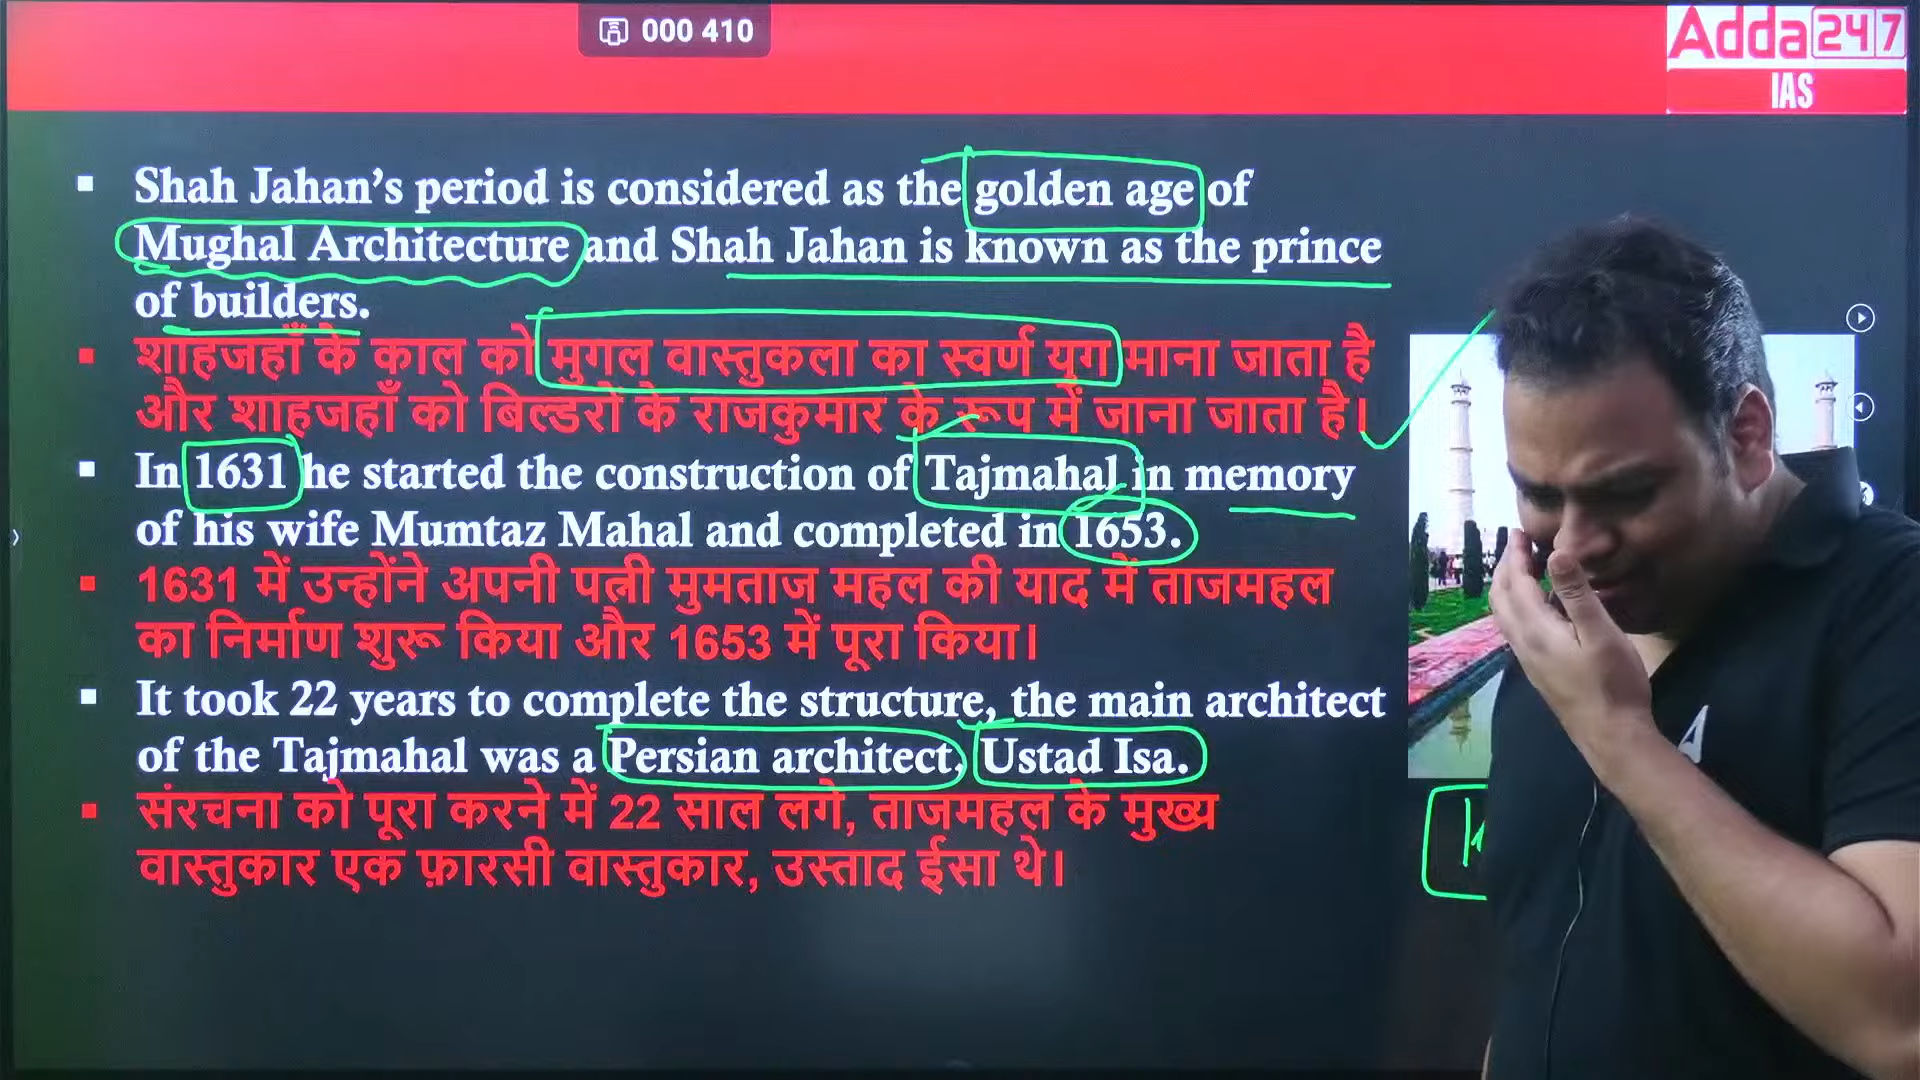 000 410
Adda247
IAS
Shah Jahan's period is considered as the golden age of
Mughal Architecture and Shah Jahan is known as the prince
of builders.
शाहजहाँ के काल को मुगल वास्तुकला का स्वर्ण युग माना जाता है
और शाहजहाँ को बिल्डरों के राजकुमार के रूप में जाना जाता है।
In 1631 he started the construction of Tajmahal in memory
of his wife Mumtaz Mahal and completed in 1653.
1631 में उन्होंने अपनी पत्नी मुमताज महल की याद में ताजमहल
का निर्माण शुरू किया और 1653 में पूरा किया।
It took 22 years to complete the structure, the main architect
of the Tajmahal was a Persian architect, Ustad Isa.
संरचना को पूरा करने में 22 साल लगे, ताजमहल के मुख्य
वास्तुकार एक फ़ारसी वास्तुकार, उस्ताद ईसा थे।